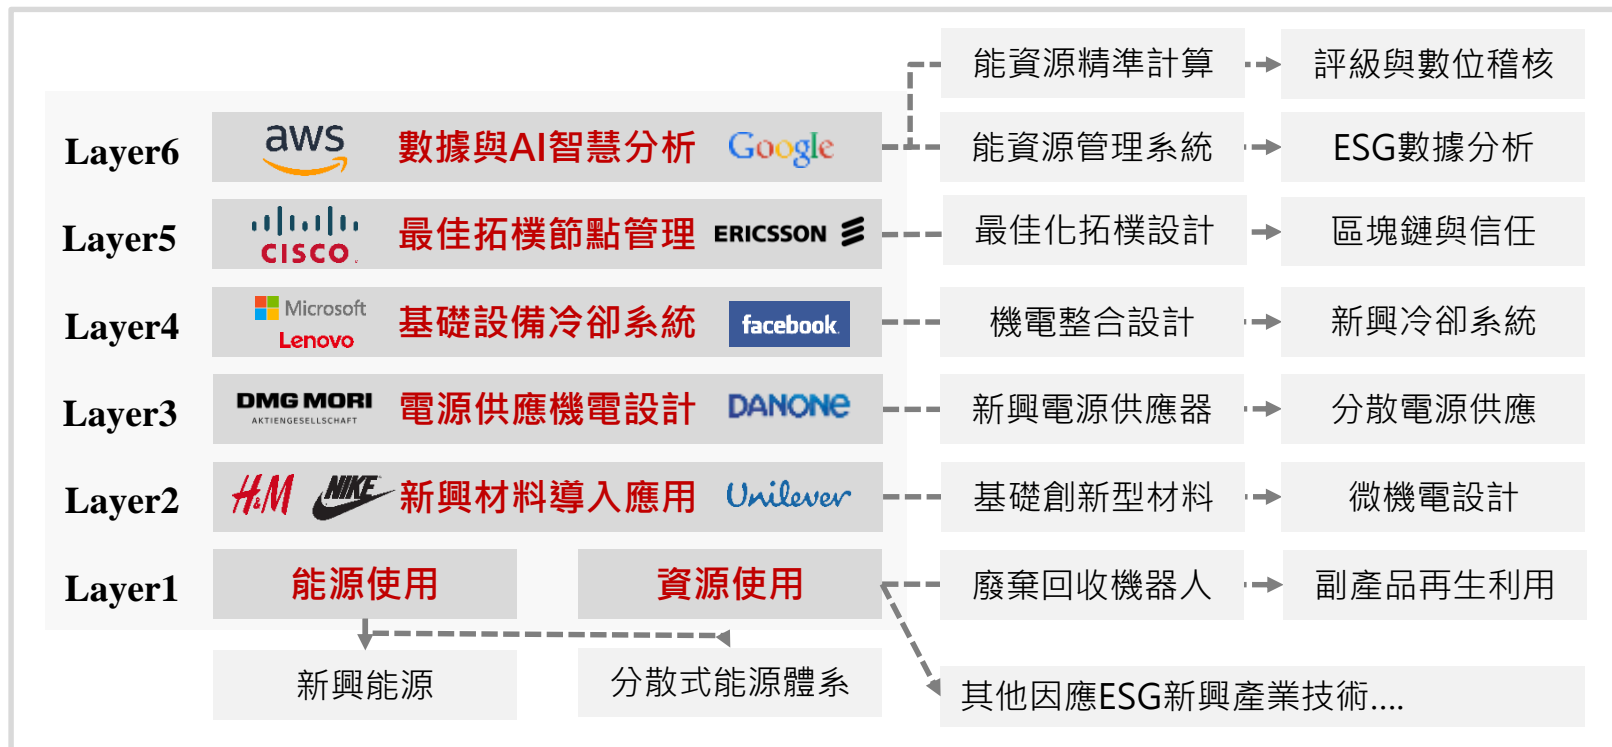 能資源精準計算
評級與數位稽核
Layer6
aws
數據與AI智慧分析
Google
能資源管理系統
ESG數據分析
Layer5
CISCO
最佳拓樸節點管理
ERICSSON
最佳化拓樸設計
區塊鏈與信任
Layer4
Microsoft
Lenovo
基礎設備冷卻系統
facebook
機電整合設計
新興冷卻系統
Layer3
DMG MORI
AKTIENGESELLSCHAFT
電源供應機電設計
DANONE
新興電源供應器
分散電源供應
Layer2
H&M
NIKE
新興材料導入應用
Unilever
基礎創新型材料
微機電設計
Layer1
能源使用
資源使用
廢棄回收機器人
副產品再生利用
新興能源
分散式能源體系
其他因應ESG新興產業技術....